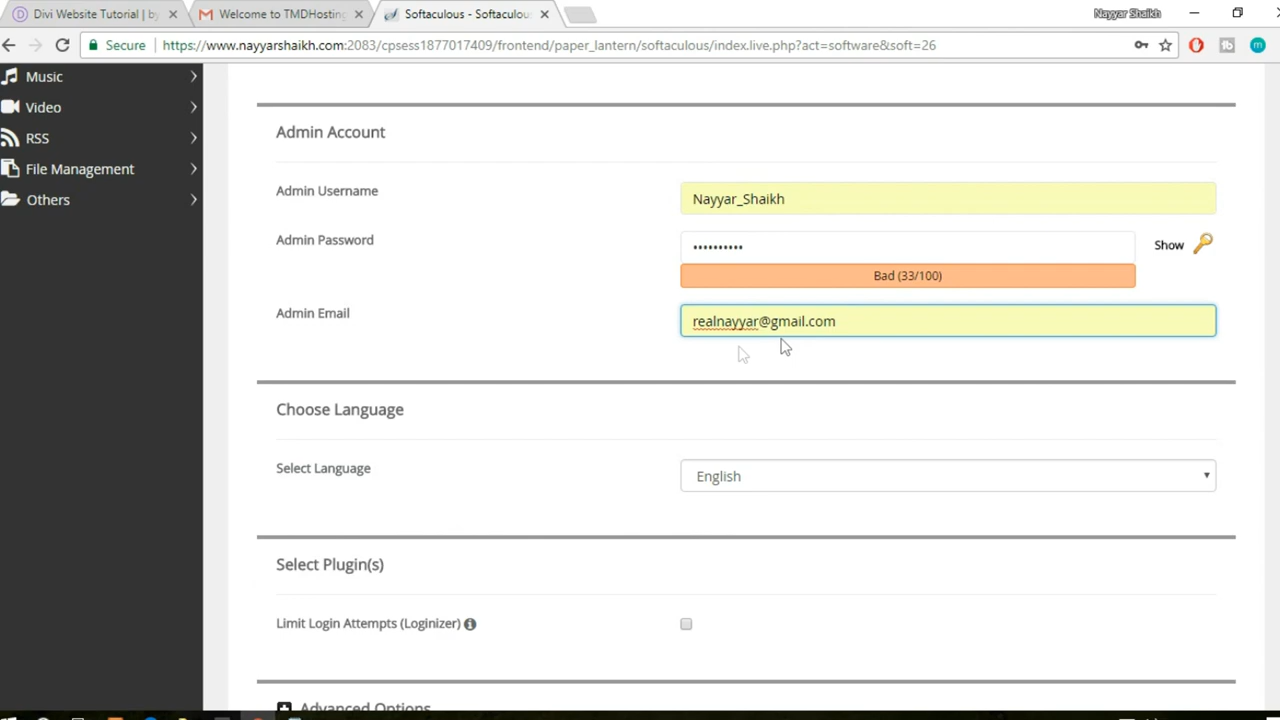 Divi Website Tutorial | by
Welcome to TMDHosting
Softaculous - Softaculous
Nayyar Shaikh
Secure
https://www.nayyarshaikh.com:2083/cpsess1877017409/frontend/paper_lantern/softaculous/index.live.php?act=software&soft=26
Music
Video
RSS
File Management
Others
Admin Account
Admin Username
Nayyar_Shaikh
Admin Password
••••••••••
Show
Bad (33/100)
Admin Email
realnayyar@gmail.com
Choose Language
Select Language
English
Select Plugin(s)
Limit Login Attempts (Loginizer)
Advanced Options